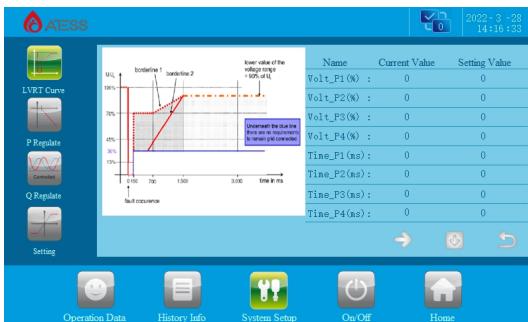 ATESS
0
2022-3-28
14:16:33
LVRT Curve
P Regulate
Controlled
Q Regulate
Setting
U/Uₙ
borderline 1
borderline 2
lower value of the
voltage range
= 90% of Uₙ
100%
70%
45%
30%
15%
Underneath the blue line
there are no requirements
to remain grid connected.
0 150 700 1,500 3,000 time in ms
fault occurrence
Name Current Value Setting Value
Volt_P1(%) : 0 0
Volt_P2(%) : 0 0
Volt_P3(%) : 0 0
Volt_P4(%) : 0 0
Time_P1(ms): 0 0
Time_P2(ms): 0 0
Time_P3(ms): 0 0
Time_P4(ms): 0 0
Operation Data History Info System Setup On/Off Home